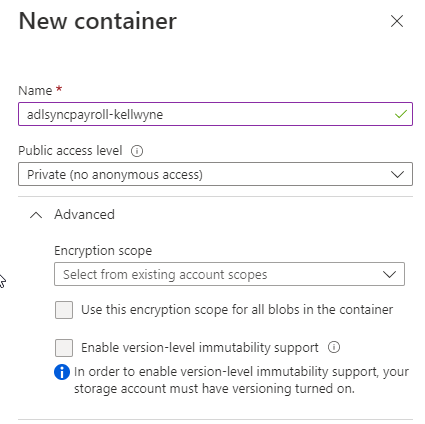 New container
Name *
adlsyncpayroll-kellwyne
Public access level
Private (no anonymous access)
Advanced
Encryption scope
Select from existing account scopes
Use this encryption scope for all blobs in the container
Enable version-level immutability support
In order to enable version-level immutability support, your
storage account must have versioning turned on.